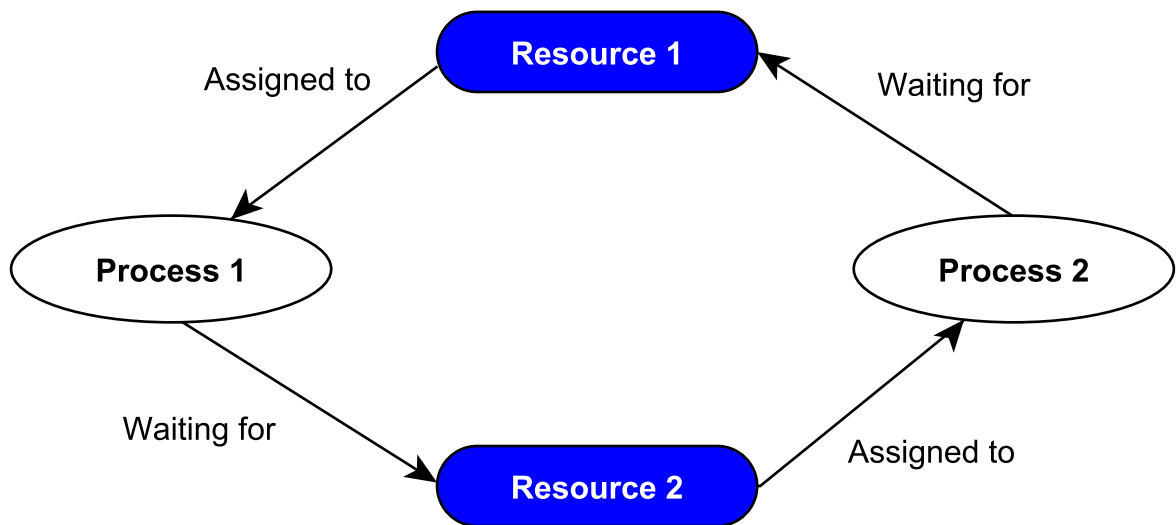 Resource 1
Assigned to
Waiting for
Process 1
Process 2
Waiting for
Assigned to
Resource 2